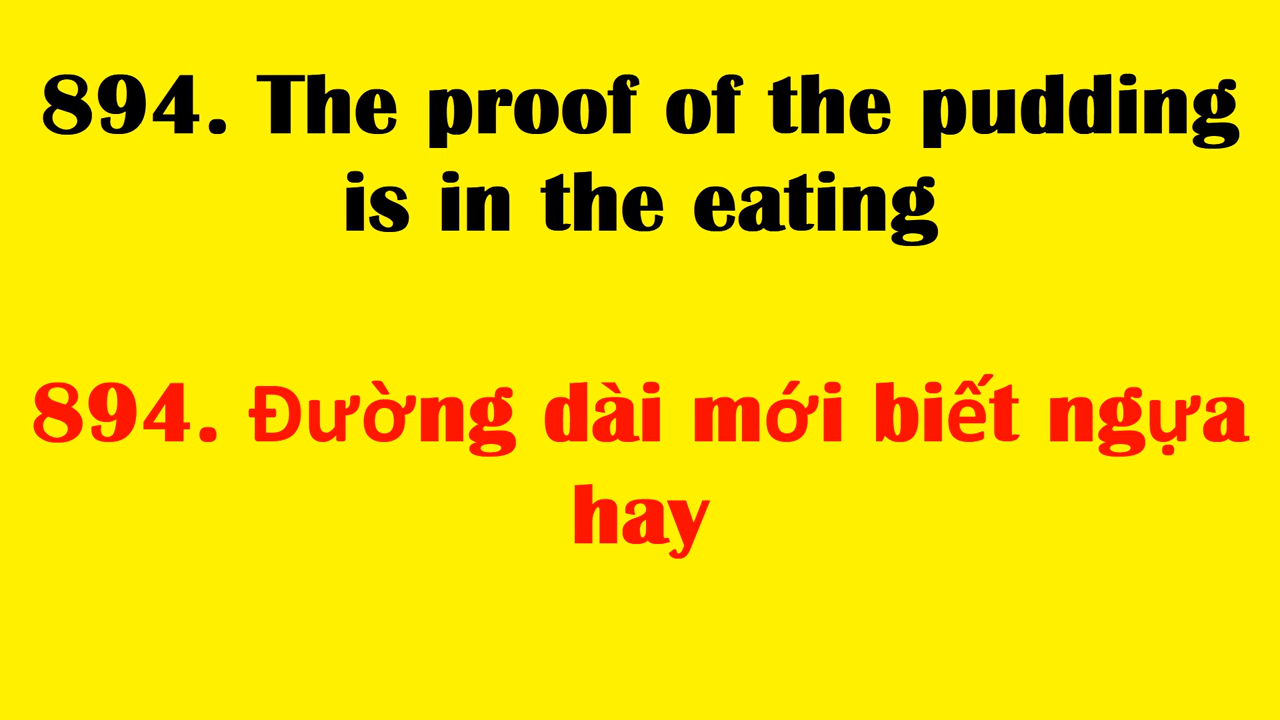 894. The proof of the pudding
is in the eating
894. Đường dài mới biết ngựa
hay